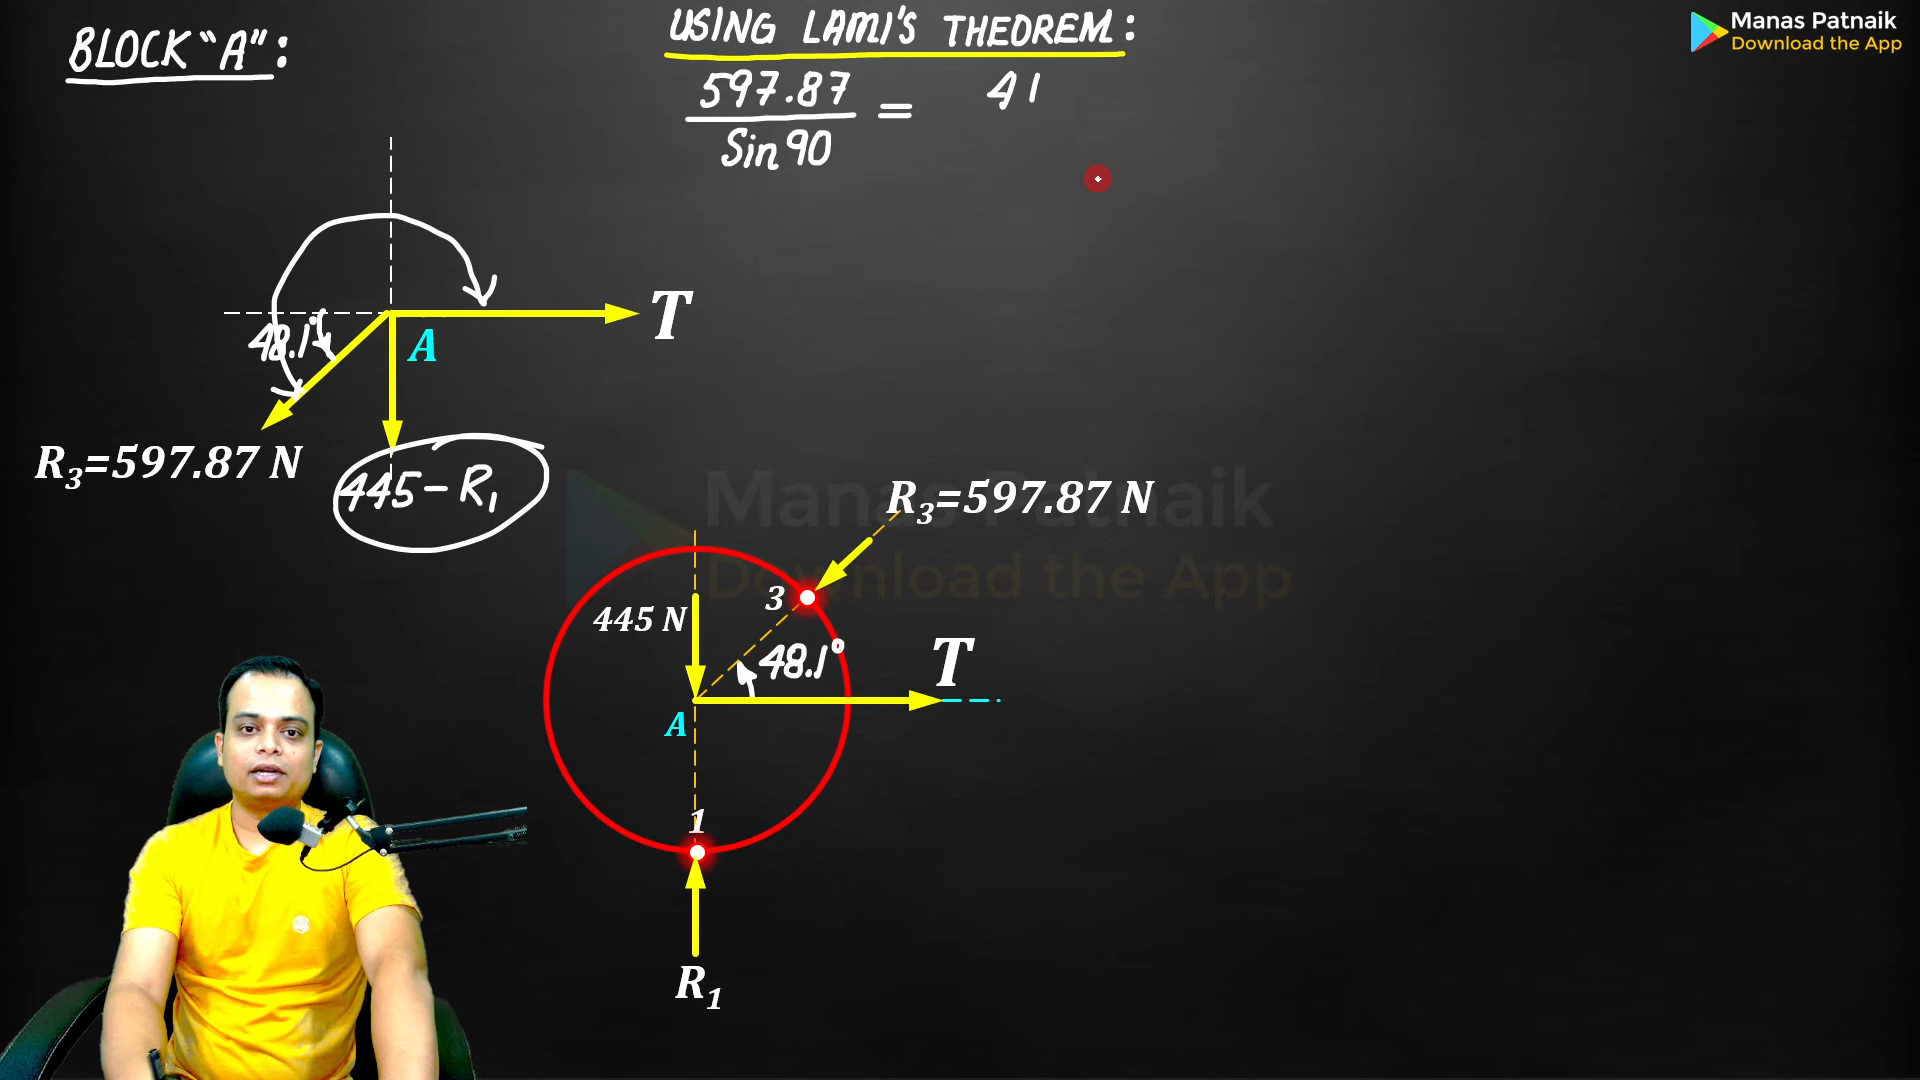 BLOCK "A":
USING LAMI'S THEOREM:
597.87 = 4
Sin 90
Manas Patnaik
Download the App
T
48.1°
A
R3=597.87 N
445 - R1
Manas Patnaik
Download the App
R3=597.87 N
3
445 N
48.1°
T
A
1
R1